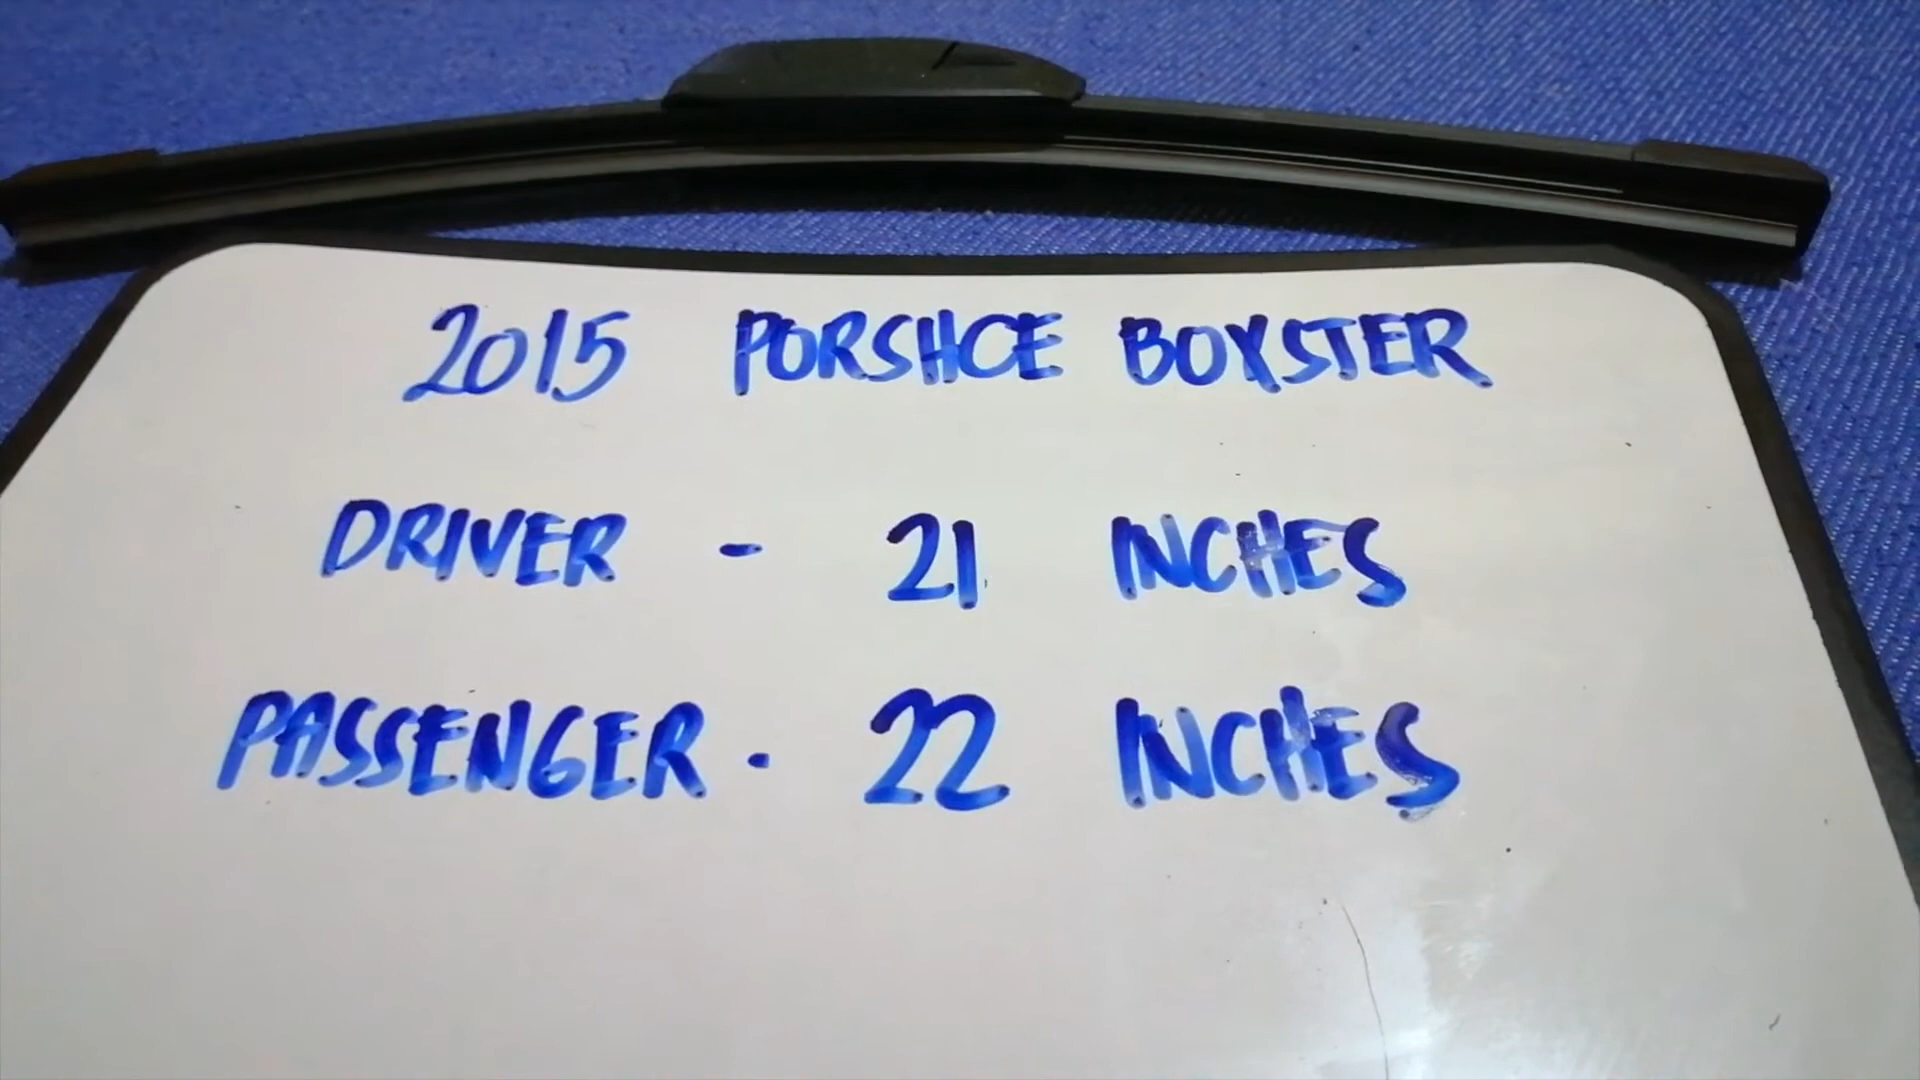 2015 PORSHCE BOXSTER
DRIVER - 21 INCHES
PASSENGER - 22 INCHES